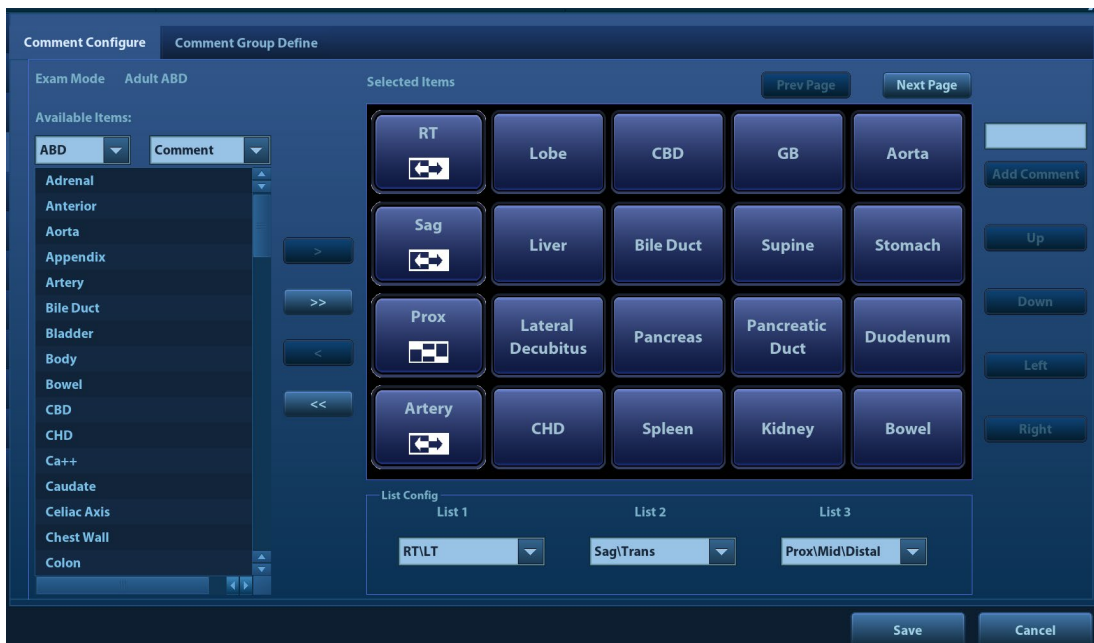 Comment Configure Comment Group Define
Exam Mode Adult ABD
Selected Items Prev Page Next Page
Available Items:
ABD Comment
Adrenal
Anterior
Aorta
Appendix
Artery
Bile Duct
Bladder
Body
Bowel
CBD
CHD
Ca++
Caudate
Celiac Axis
Chest Wall
Colon
>
>>
<
<<
RT Lobe CBD GB Aorta
Sag Liver Bile Duct Supine Stomach
Prox Lateral Pancreas Pancreatic Duodenum
Decubitus Duct
Artery CHD Spleen Kidney Bowel
Add Comment
Up
Down
Left
Right
List Config
List 1 List 2 List 3
RT\LT Sag\Trans Prox\Mid\Distal
Save Cancel